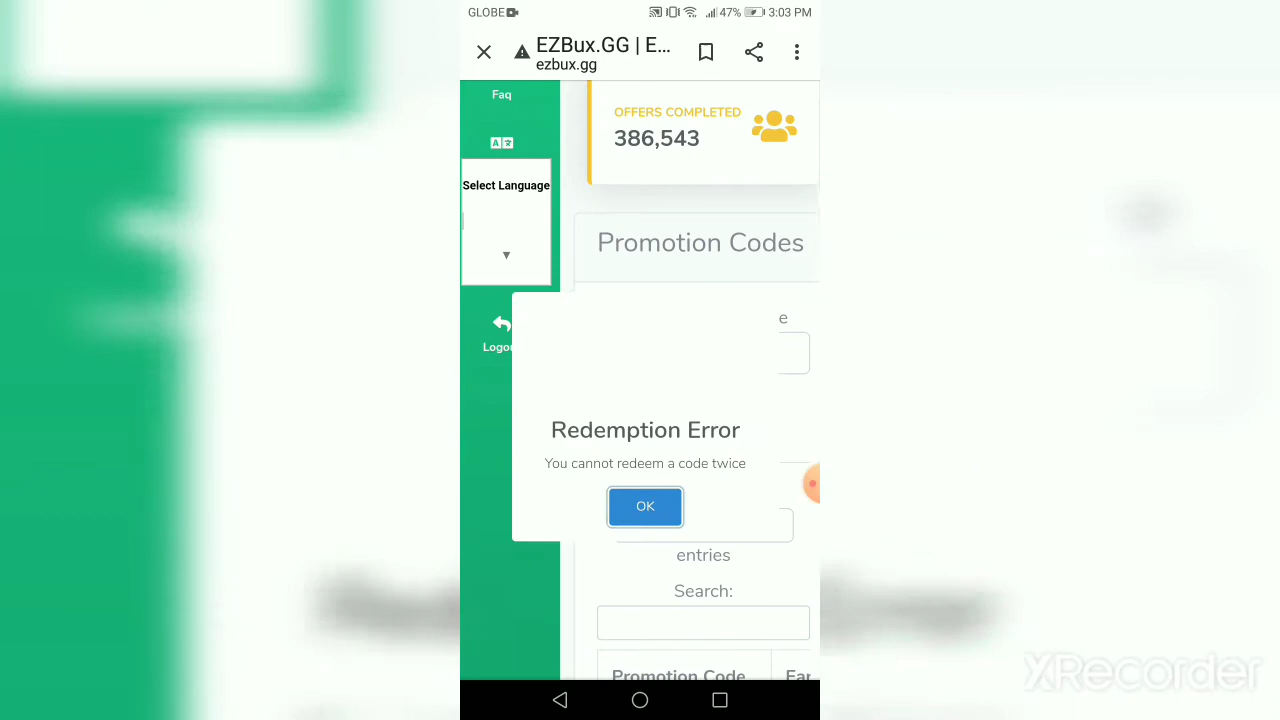 GLOBE
47%
3:03 PM
EZBux.GG | E...
ezbux.gg
Faq
OFFERS COMPLETED
386,543
Select Language
▼
Promotion Codes
e
Logou
Redemption Error
You cannot redeem a code twice
OK
entries
Search:
Promotion Code
Ear
XRecorder